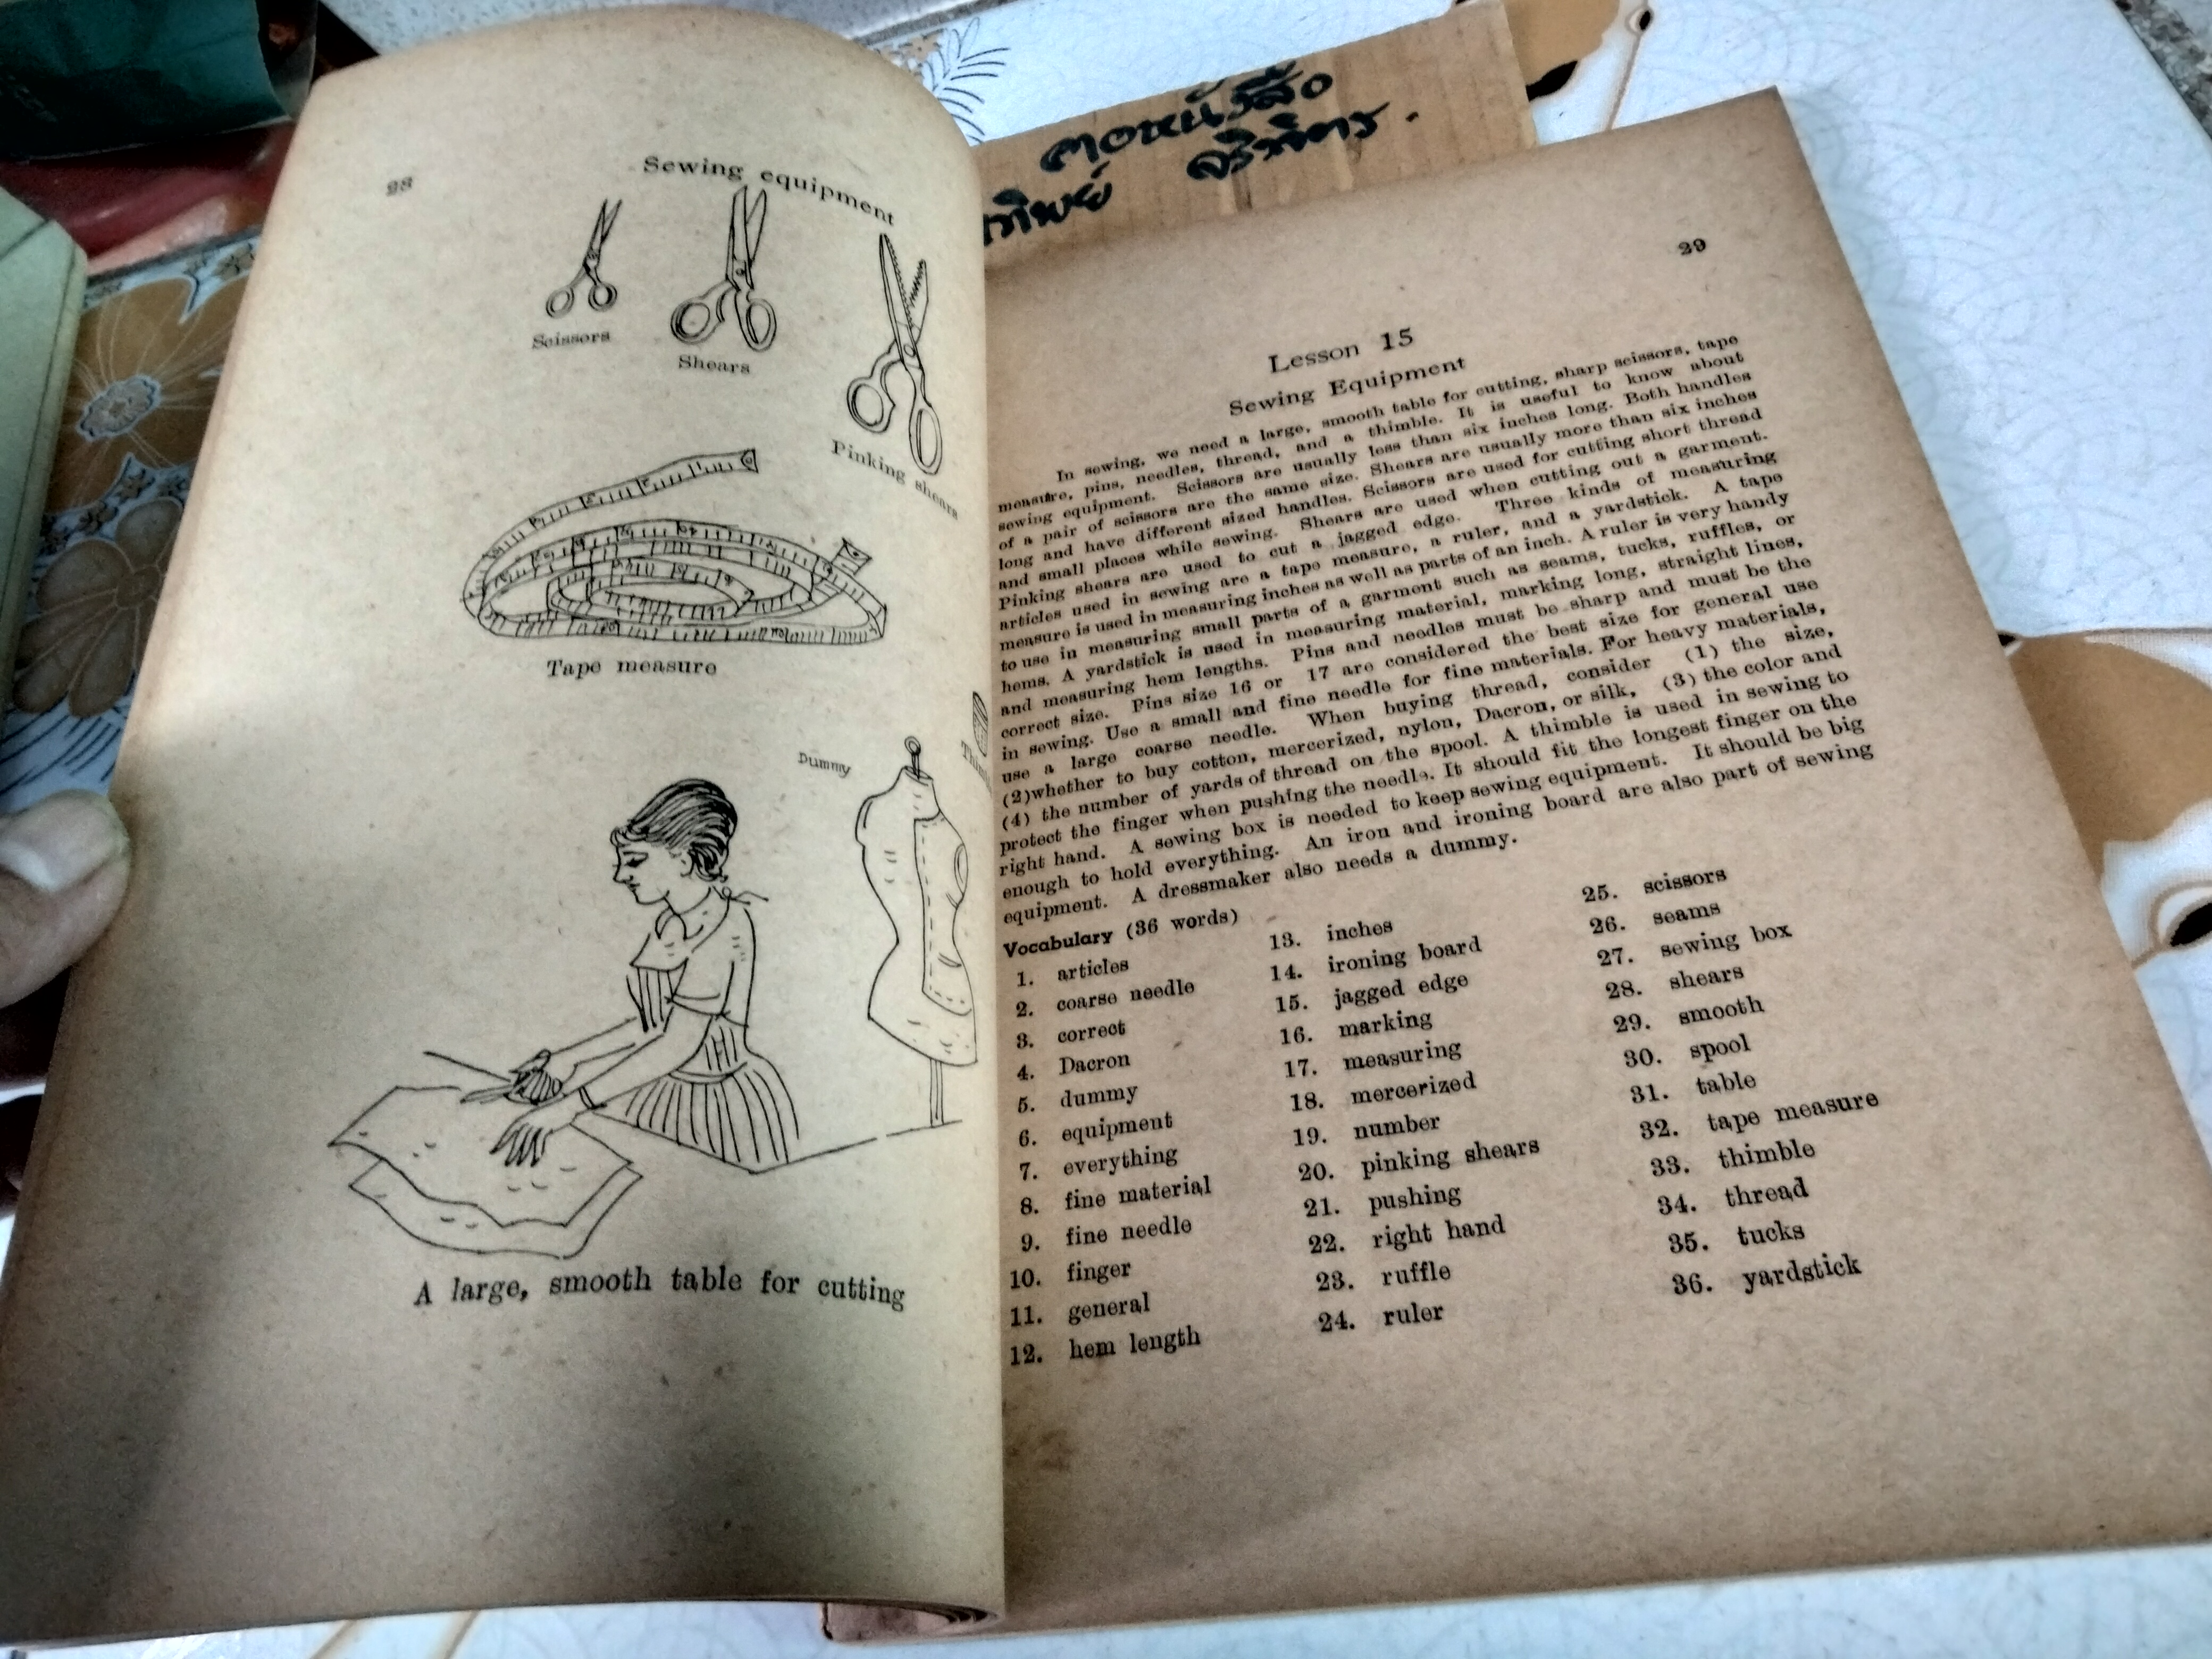 28
Sewing equipment
Scissors
Shears
Pinking shears
Tape measure
Dummy
A large, smooth table for cutting
ของหนังสือ
ทิพย์ จริตร.
29
Lesson 15
Sewing Equipment
In sewing, we need a large, smooth table for cutting, sharp scissors, tape
measure, pins, needles, thread, and a thimble. It is useful to know about
sewing equipment. Scissors are usually less than six inches long. Both handles
of a pair of scissors are the same size. Shears are usually more than six inches
long and have different sized handles. Scissors are used for cutting short thread
and small places while sewing. Shears are used when cutting out a garment.
Pinking shears are used to cut a jagged edge. Three kinds of measuring
articles used in sewing are a tape measure, a ruler, and a yardstick. A tape
measure is used in measuring inches as well as parts of an inch. A ruler is very handy
to use in measuring small parts of a garment such as seams, tucks, ruffles, or
hems. A yardstick is used in measuring material, marking long, straight lines,
and measuring hem lengths. Pins and needles must be sharp and must be the
correct size. Pins size 16 or 17 are considered the best size for general use
in sewing. Use a small and fine needle for fine materials. For heavy materials,
use a large coarse needle. When buying thread, consider (1) the size,
(2)whether to buy cotton, mercerized, nylon, Dacron, or silk, (3) the color and
(4) the number of yards of thread on the spool. A thimble is used in sewing to
protect the finger when pushing the needle. It should fit the longest finger on the
right hand. A sewing box is needed to keep sewing equipment. It should be big
enough to hold everything. An iron and ironing board are also part of sewing
equipment. A dressmaker also needs a dummy.
Vocabulary (36 words)
1. articles
2. coarse needle
3. correct
4. Dacron
5. dummy
6. equipment
7. everything
8. fine material
9. fine needle
10. finger
11. general
12. hem length
13. inches
14. ironing board
15. jagged edge
16. marking
17. measuring
18. mercerized
19. number
20. pinking shears
21. pushing
22. right hand
23. ruffle
24. ruler
25. scissors
26. seams
27. sewing box
28. shears
29. smooth
30. spool
31. table
32. tape measure
33. thimble
34. thread
35. tucks
36. yardstick